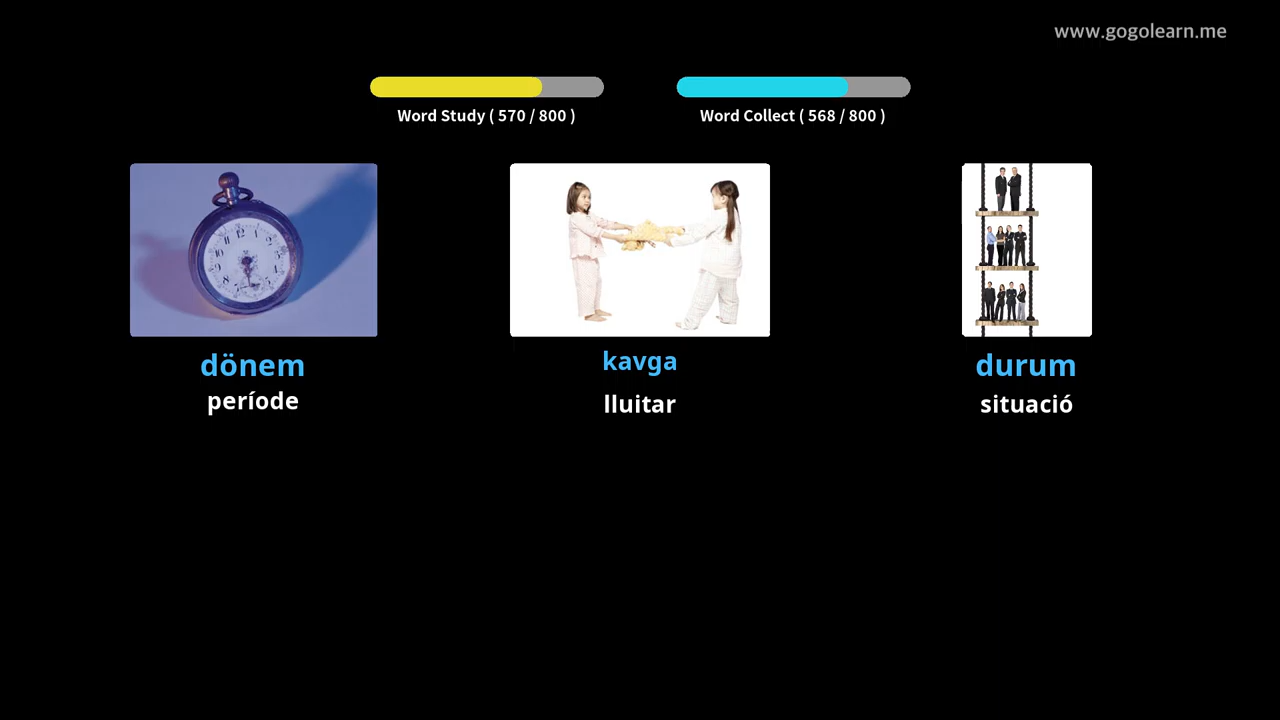 www.gogolearn.me
Word Study ( 570 / 800 )
Word Collect ( 568 / 800 )
dönem
període
kavga
lluitar
durum
situació